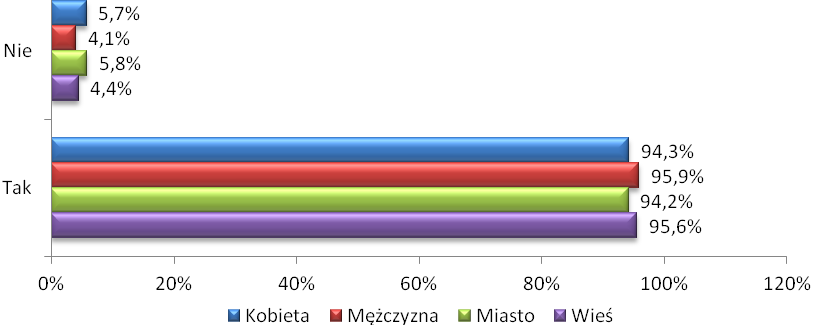 Nie
5,7%
4,1%
5,8%
4,4%
Tak
94,3%
95,9%
94,2%
95,6%
0% 20% 40% 60% 80% 100% 120%
Kobieta Mężczyzna Miasto Wieś